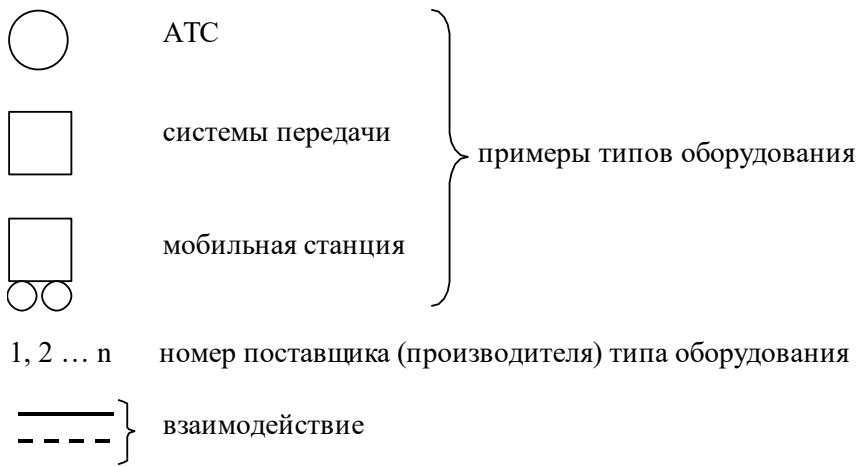 АТС
системы передачи
примеры типов оборудования
мобильная станция
1, 2 … n номер поставщика (производителя) типа оборудования
взаимодействие